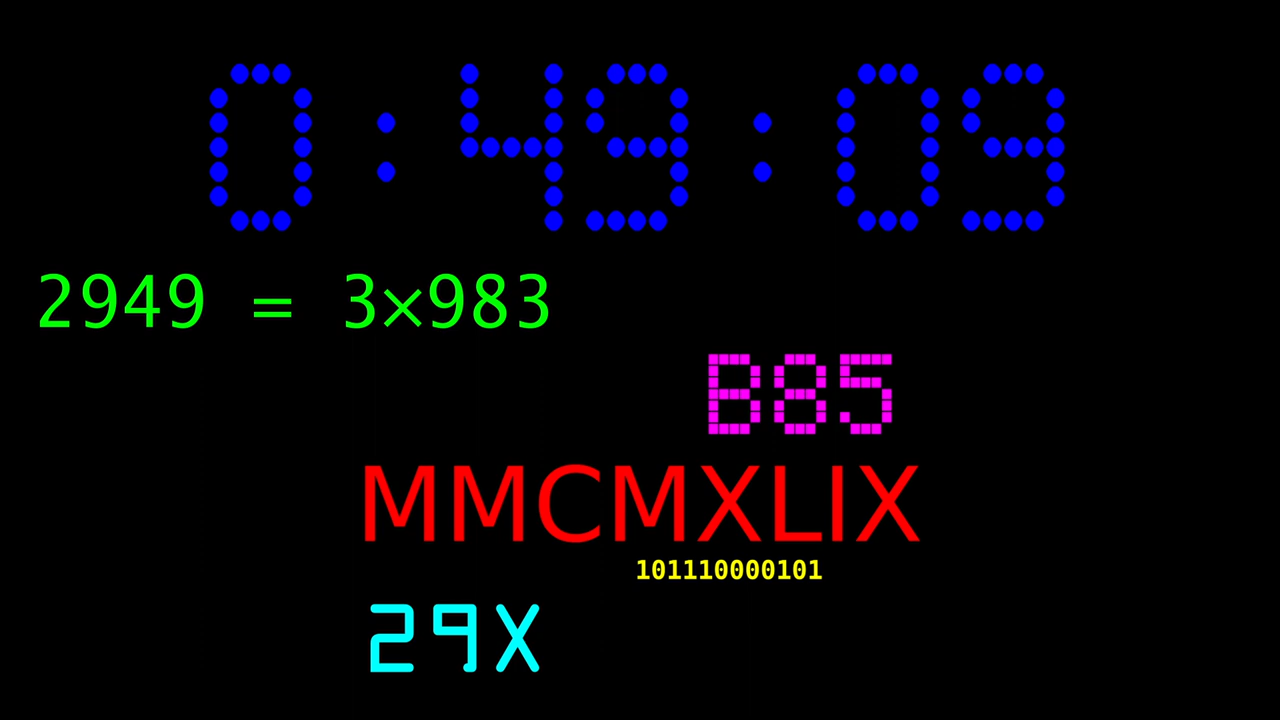 0:49:09
2949 = 3×983
B85
MMCMXLIX
101110000101
29X